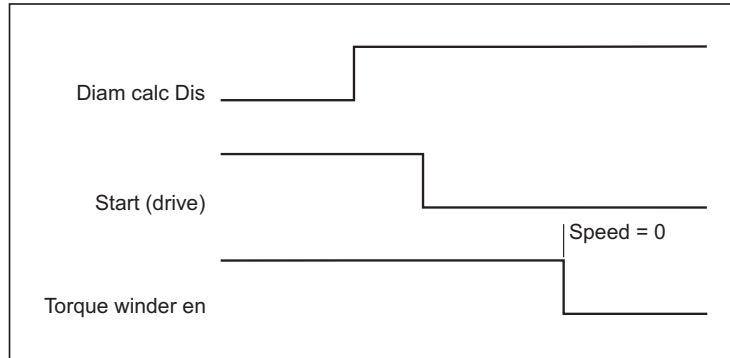 Diam calc Dis
Start (drive)
Speed = 0
Torque winder en